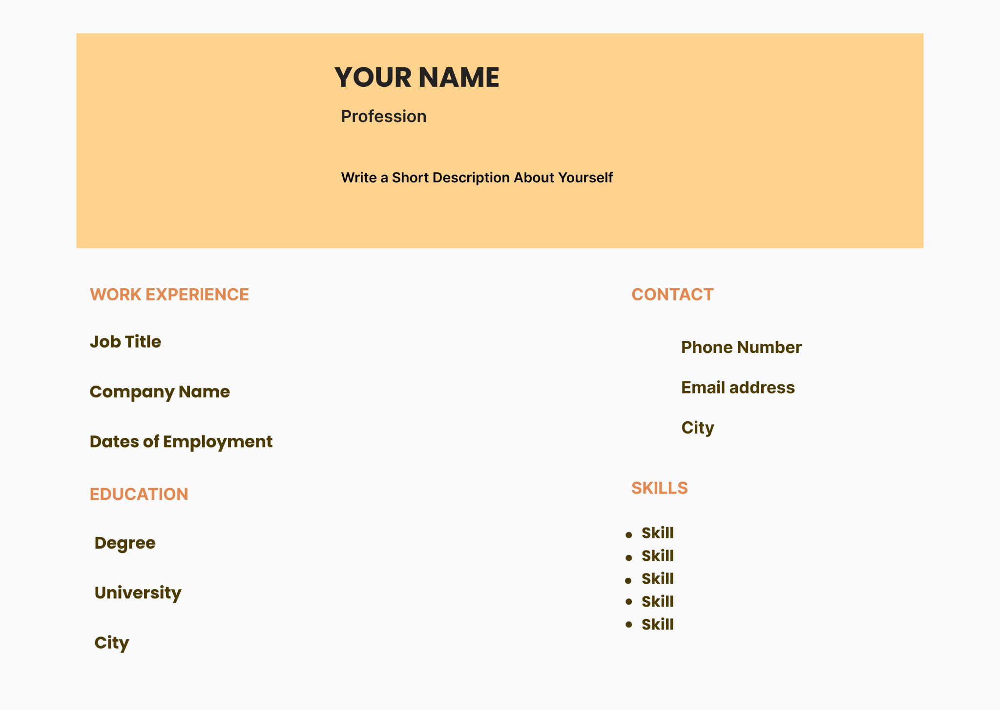 YOUR NAME
Profession
Write a Short Description About Yourself
WORK EXPERIENCE
Job Title
Company Name
Dates of Employment
EDUCATION
Degree
University
City
CONTACT
Phone Number
Email address
City
SKILLS
• Skill
• Skill
• Skill
• Skill
• Skill